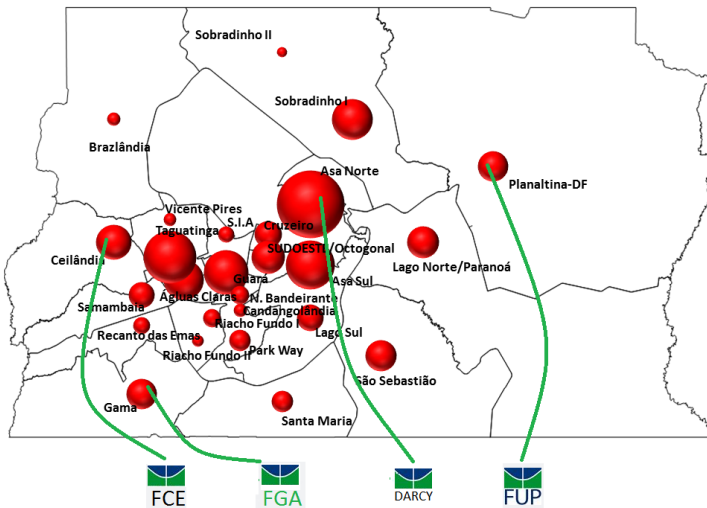 Sobradinho II
Sobradinho I
Brazlândia
Asa Norte
Planaltina-DF
Vicente Pires
S.I.A
Cruzeiro
Taguatinga
SUDOESTE/Octogonal
Ceilândia
Lago Norte/Paranoá
Guará
Asa Sul
Águas Claras
N. Bandeirante
Samambaia
Candangolândia
Riacho Fundo I
Lago Sul
Recanto das Emas
Riacho Fundo II
Park Way
São Sebastião
Gama
Santa Maria
FCE
FGA
DARCY
FUP